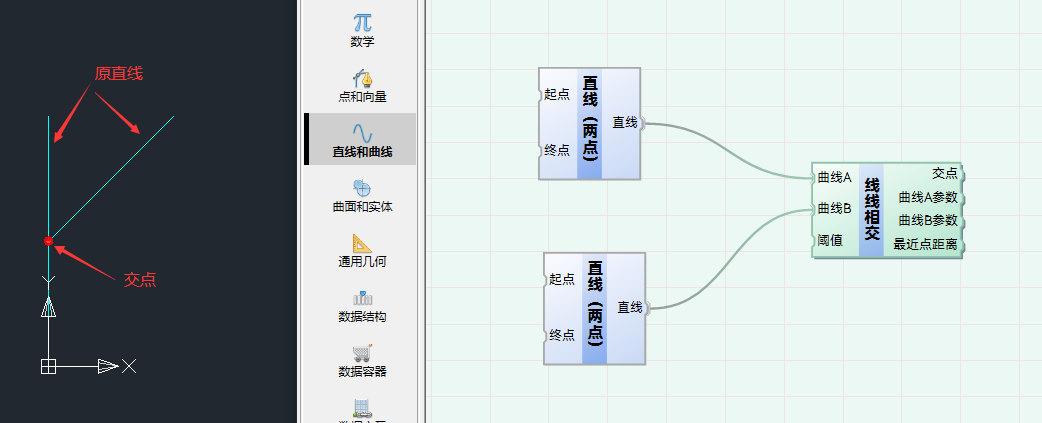 原直线
交点
Y
X
π
数学
点和向量
直线和曲线
曲面和实体
通用几何
数据结构
数据容器
起点
终点
直线（两点）
直线
起点
终点
直线（两点）
直线
曲线A
曲线B
阈值
线线相交
交点
曲线A参数
曲线B参数
最近点距离